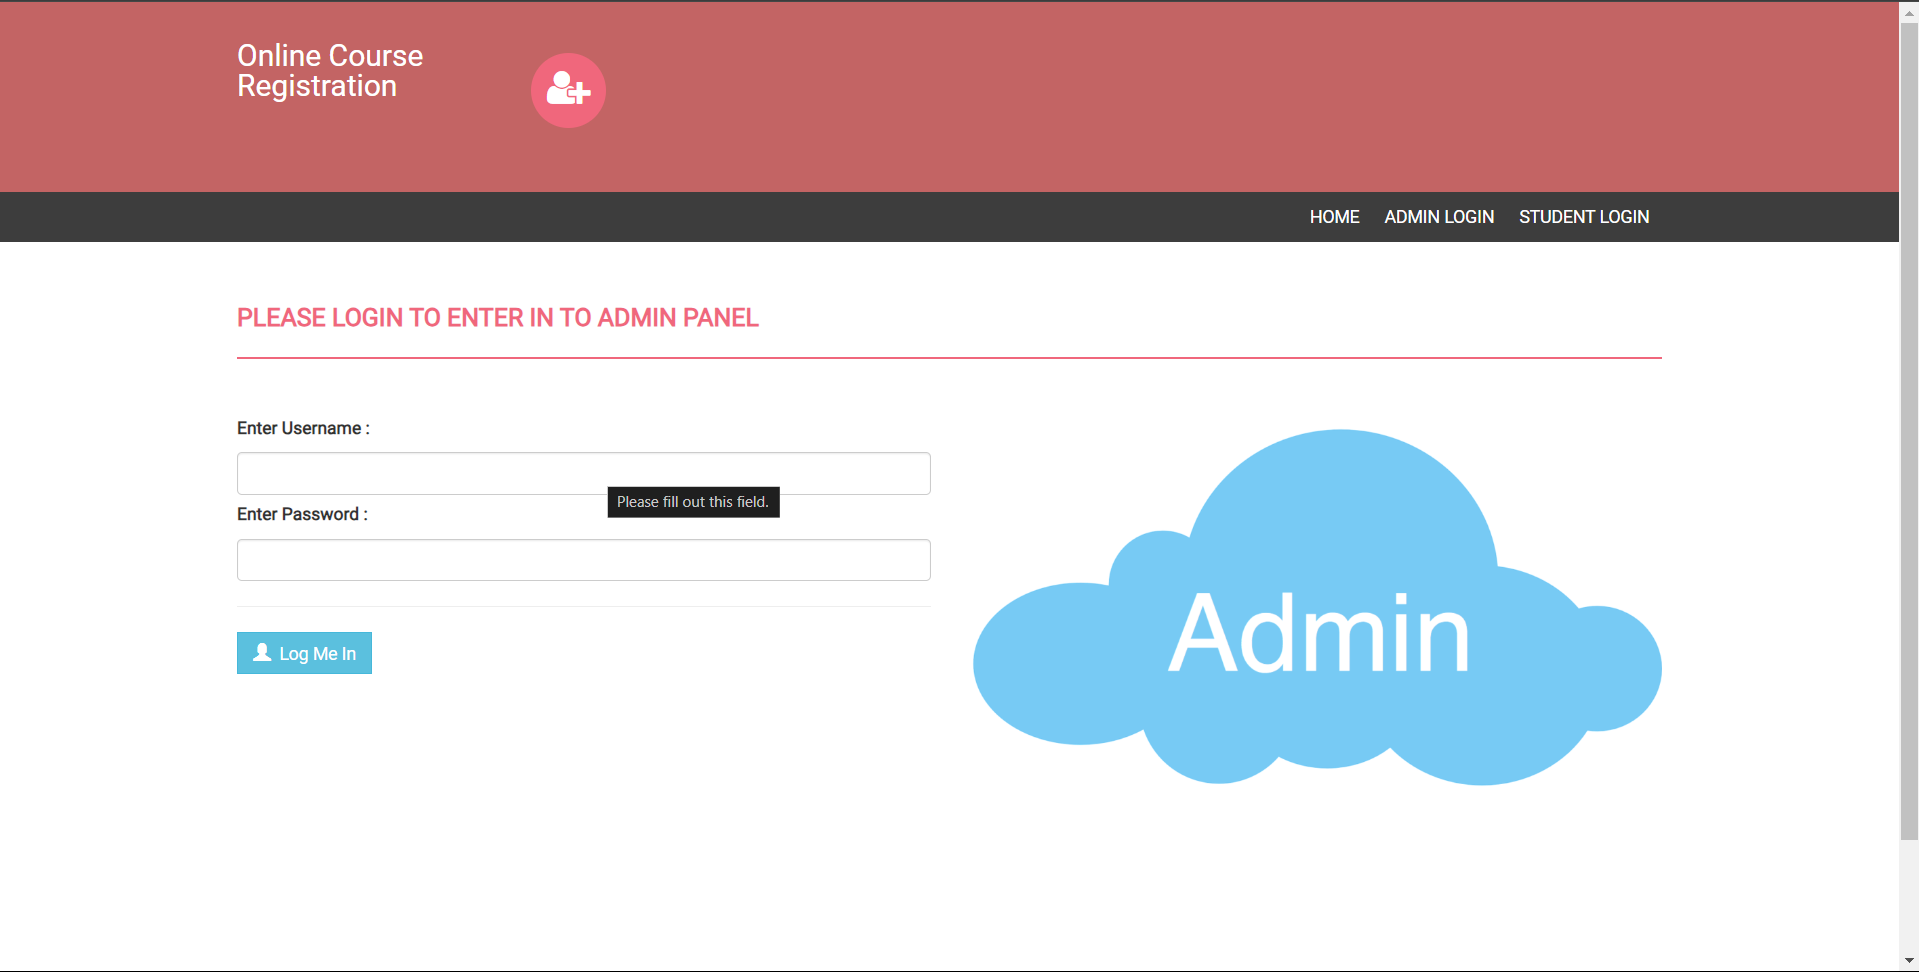 Online Course
Registration
HOME ADMIN LOGIN STUDENT LOGIN
PLEASE LOGIN TO ENTER IN TO ADMIN PANEL
Enter Username :
Please fill out this field.
Enter Password :
Log Me In
Admin